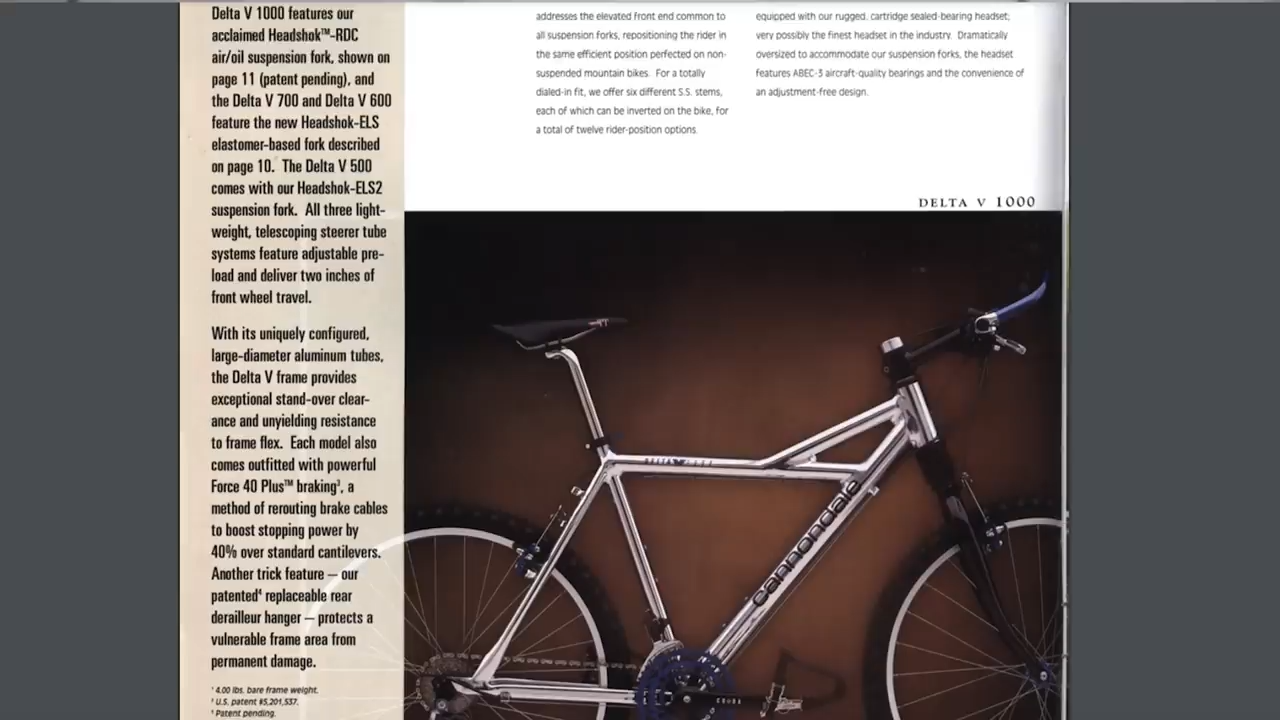 Delta V 1000 features our
acclaimed Headshok™-RDC
air/oil suspension fork, shown on
page 11 (patent pending), and
the Delta V 700 and Delta V 600
feature the new Headshok-ELS
elastomer-based fork described
on page 10. The Delta V 500
comes with our Headshok-ELS2
suspension fork. All three light-
weight, telescoping steerer tube
systems feature adjustable pre-
load and deliver two inches of
front wheel travel.
With its uniquely configured,
large-diameter aluminum tubes,
the Delta V frame provides
exceptional stand-over clear-
ance and unyielding resistance
to frame flex. Each model also
comes outfitted with powerful
Force 40 Plus™ braking³, a
method of rerouting brake cables
to boost stopping power by
40% over standard cantilevers.
Another trick feature — our
patented⁴ replaceable rear
derailleur hanger — protects a
vulnerable frame area from
permanent damage.
¹ 4.00 lbs. bare frame weight.
² U.S. patent #5,201,537.
³ Patent pending.
addresses the elevated front end common to
all suspension forks, repositioning the rider in
the same efficient position perfected on non-
suspended mountain bikes. For a totally
dialed-in fit, we offer six different S.S. stems,
each of which can be inverted on the bike, for
a total of twelve rider-position options.
equipped with our rugged, cartridge sealed-bearing headset;
very possibly the finest headset in the industry. Dramatically
oversized to accommodate our suspension forks, the headset
features ABEC-3 aircraft-quality bearings and the convenience of
an adjustment-free design.
DELTA V 1000
cannondale
CODA